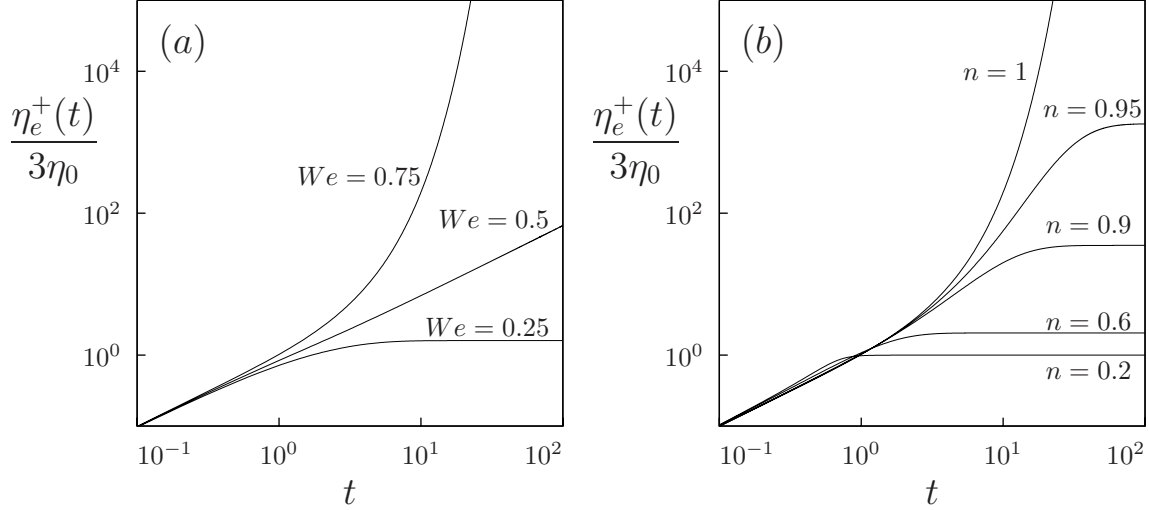 (a)
10^4
η_e^+(t)
3η_0
We = 0.75
10^2
We = 0.5
We = 0.25
10^0
10^{-1} 10^0 10^1 10^2
t
(b)
n = 1
10^4
n = 0.95
η_e^+(t)
3η_0
10^2
n = 0.9
n = 0.6
10^0
n = 0.2
10^{-1} 10^0 10^1 10^2
t